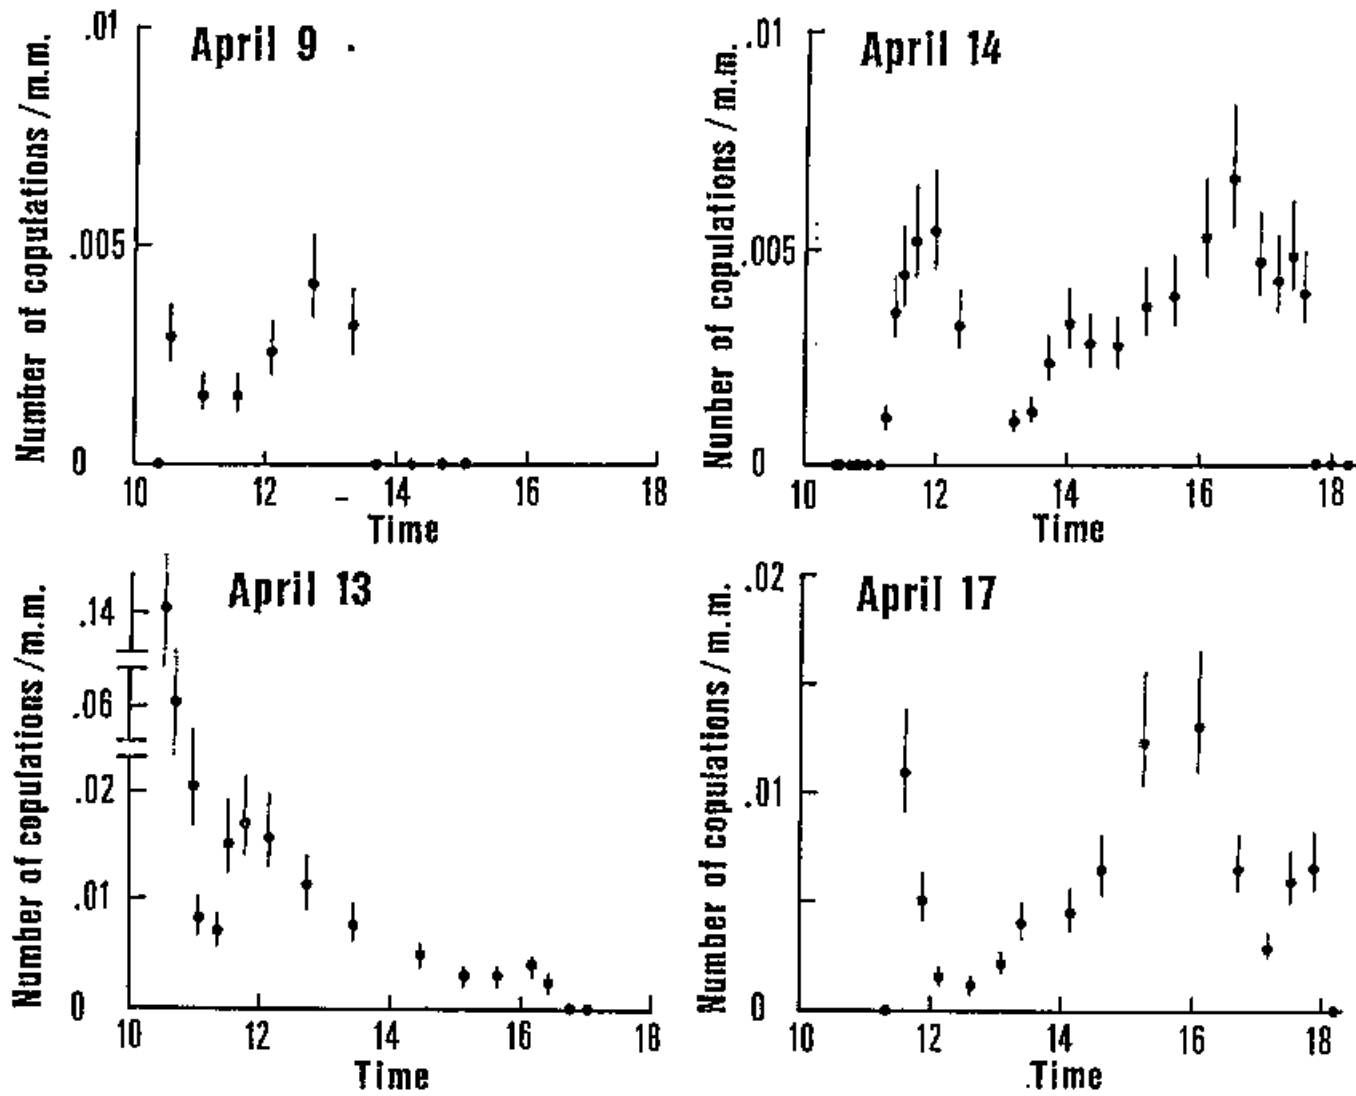 April 9
Number of copulations / m.m.
.01
.005
0
10 12 14 16 18
Time
April 14
Nunber of copulations / m.m.
.01
.005
0
10 12 14 16 18
Time
April 13
Number of copulations / m.m.
.14
.06
.02
.01
0
10 12 14 16 18
Time
April 17
Number of copulations / m.m.
.02
.01
0
10 12 14 16 18
Time